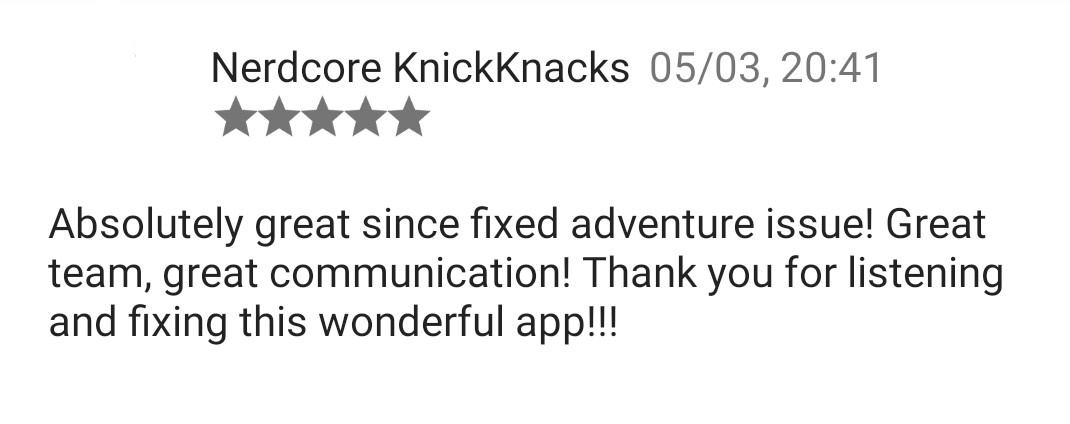 Nerdcore KnickKnacks 05/03, 20:41
Absolutely great since fixed adventure issue! Great
team, great communication! Thank you for listening
and fixing this wonderful app!!!